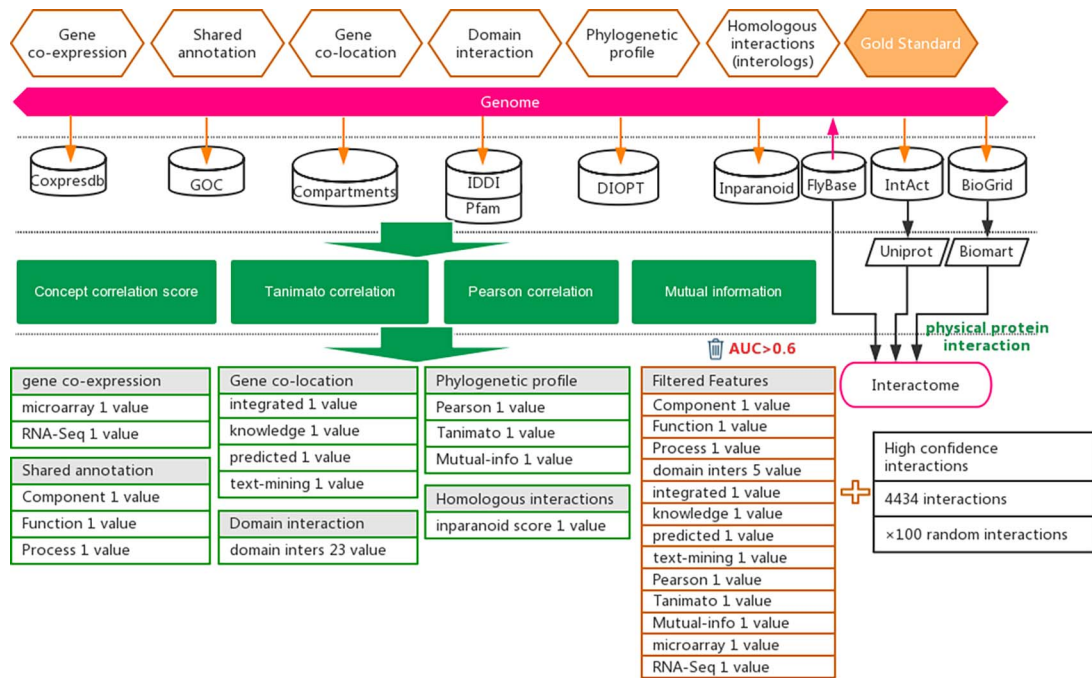 Gene
co-expression
Shared
annotation
Gene
co-location
Domain
interaction
Phylogenetic
profile
Homologous
interactions
(interologs)
Gold Standard
Genome
Coxpresdb
GOC
Compartments
IDDI
Pfam
DIOPT
Inparanoid
FlyBase
IntAct
BioGrid
Uniprot
Biomart
Concept correlation score
Tanimato correlation
Pearson correlation
Mutual information
physical protein
interaction
AUC>0.6
Interactome
gene co-expression
microarray 1 value
RNA-Seq 1 value
Shared annotation
Component 1 value
Function 1 value
Process 1 value
Gene co-location
integrated 1 value
knowledge 1 value
predicted 1 value
text-mining 1 value
Domain interaction
domain inters 23 value
Phylogenetic profile
Pearson 1 value
Tanimato 1 value
Mutual-info 1 value
Homologous interactions
inparanoid score 1 value
Filtered Features
Component 1 value
Function 1 value
Process 1 value
domain inters 5 value
integrated 1 value
knowledge 1 value
predicted 1 value
text-mining 1 value
Pearson 1 value
Tanimato 1 value
Mutual-info 1 value
microarray 1 value
RNA-Seq 1 value
High confidence
interactions
4434 interactions
×100 random interactions